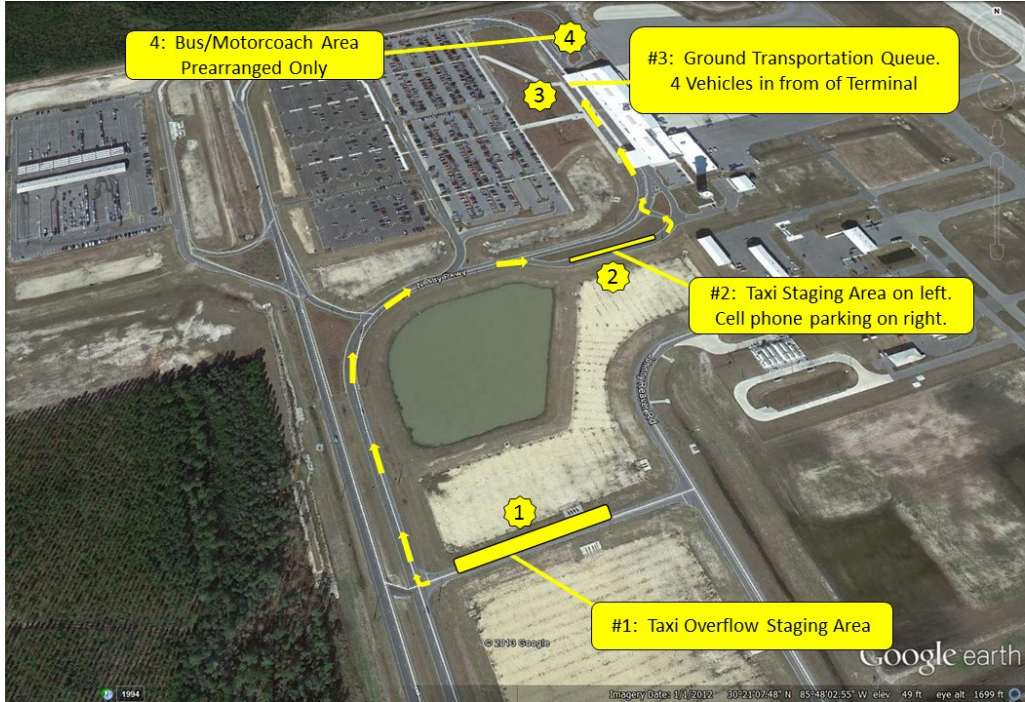 N
4: Bus/Motorcoach Area
Prearranged Only
4
#3: Ground Transportation Queue.
4 Vehicles in from of Terminal
3
2
#2: Taxi Staging Area on left.
Cell phone parking on right.
1
#1: Taxi Overflow Staging Area
© 2013 Google
Google earth
1994
Imagery Date: 1/1/2012 30°21'07.48" N 85°48'02.55" W elev 49 ft eye alt 1699 ft